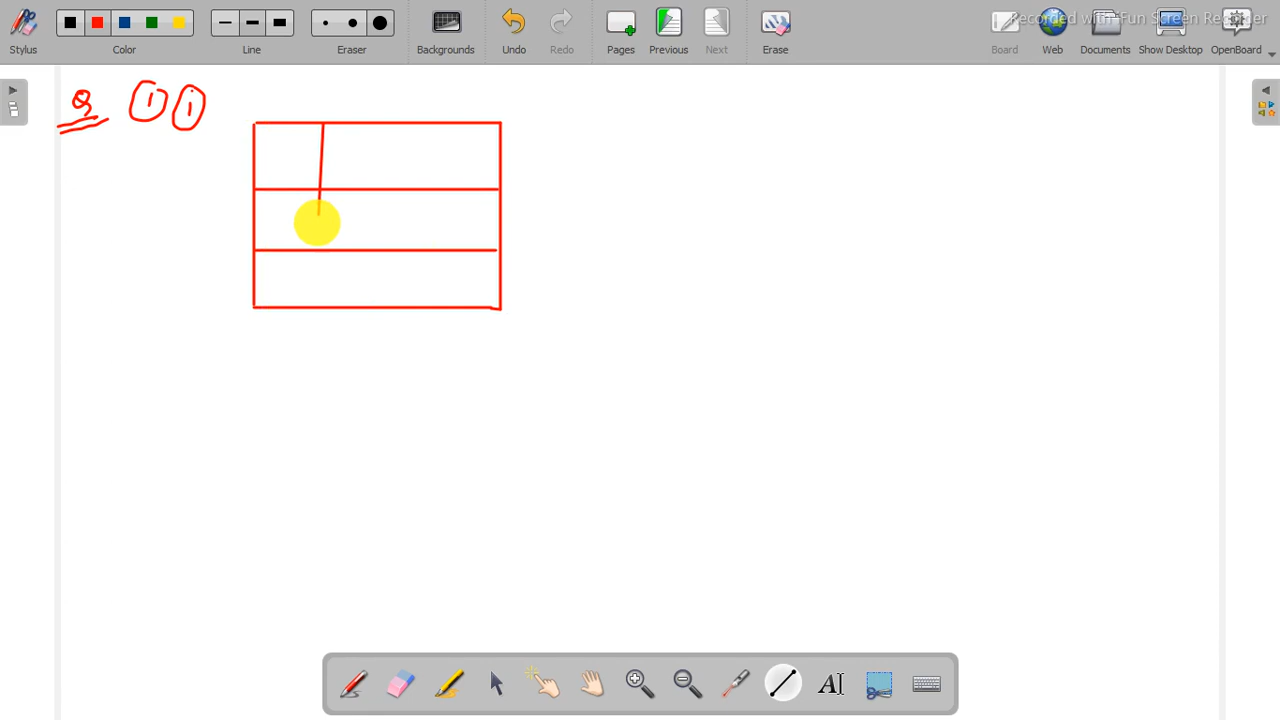 Recorded with Fun Screen Recorder
Stylus Color Line Eraser Backgrounds Undo Redo Pages Previous Next Erase Board Web Documents Show Desktop OpenBoard
Q 1 1
A